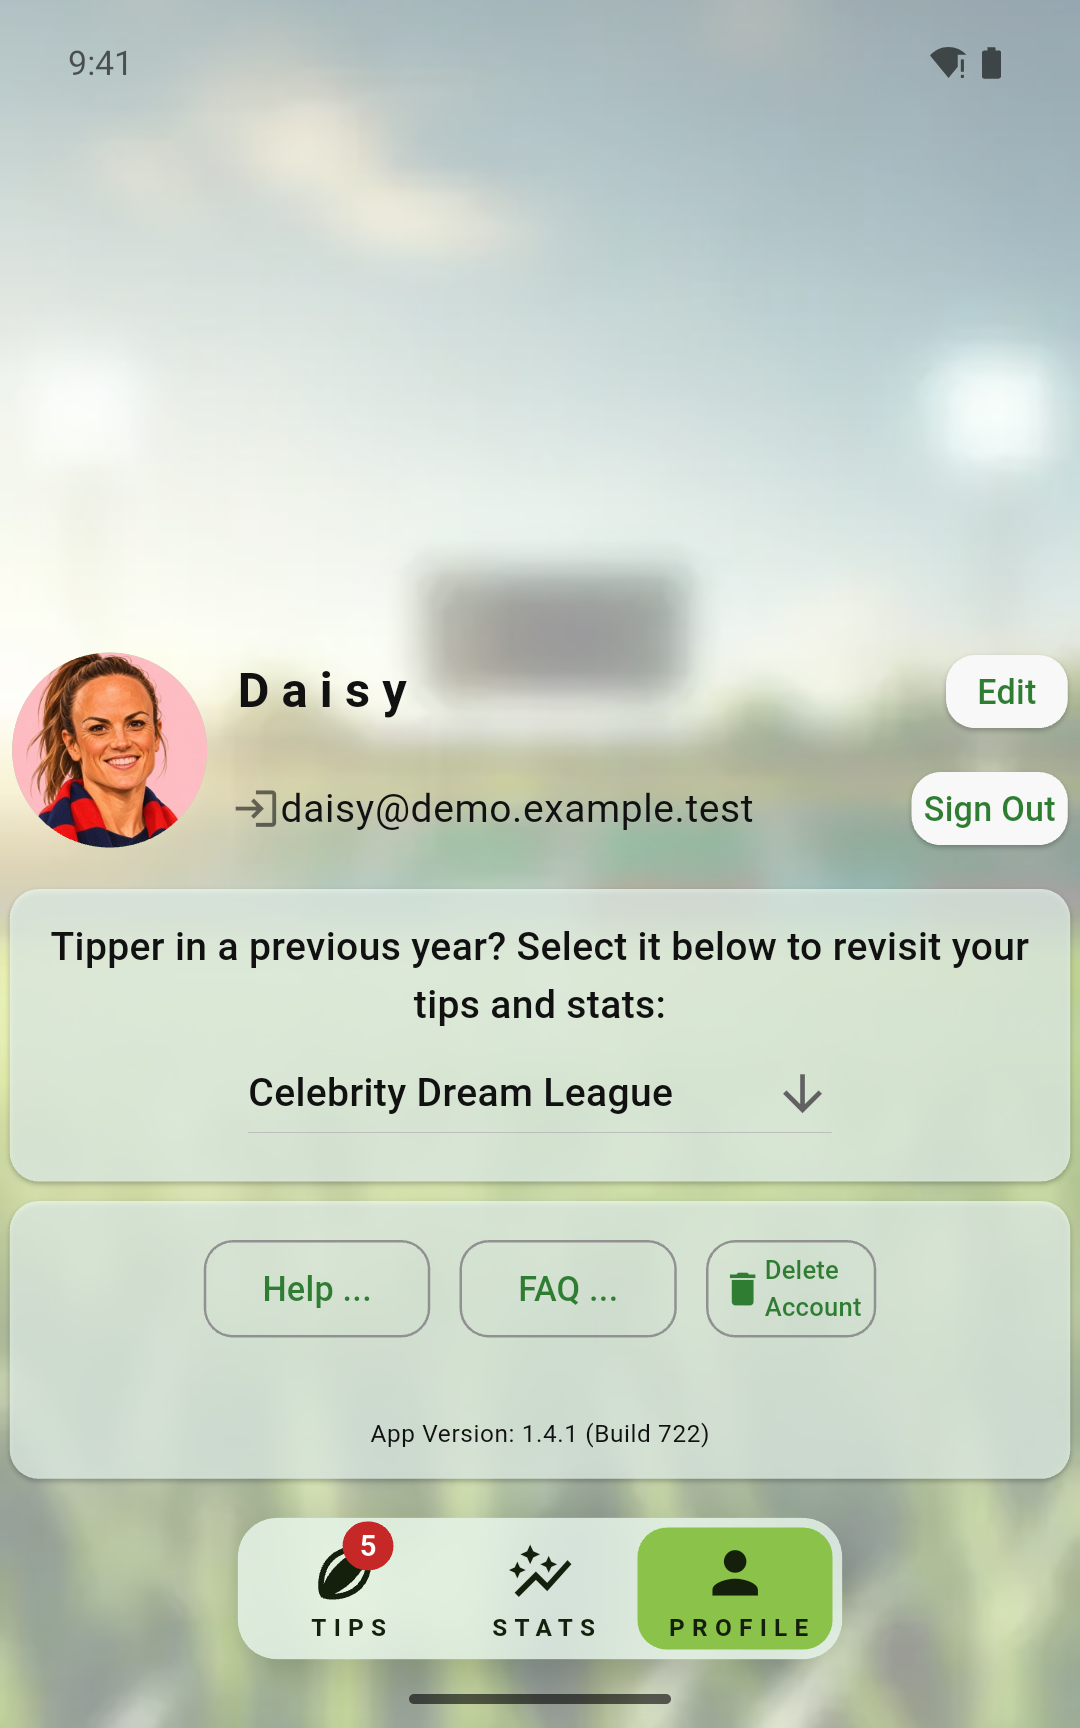 9:41
Daisy
Edit
daisy@demo.example.test
Sign Out
Tipper in a previous year? Select it below to revisit your
tips and stats:
Celebrity Dream League
Help ...
FAQ ...
Delete
Account
App Version: 1.4.1 (Build 722)
5
TIPS
STATS
PROFILE